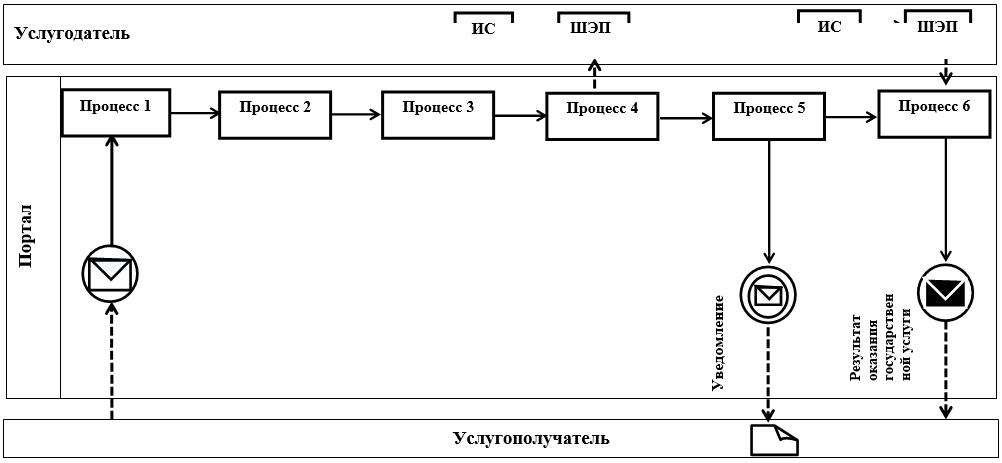 Услугодатель
ИС
ШЭП
ИС
ШЭП
Портал
Процесс 1
Процесс 2
Процесс 3
Процесс 4
Процесс 5
Процесс 6
Уведомление
Результат
оказания
государствен
ной услуги
Услугополучатель